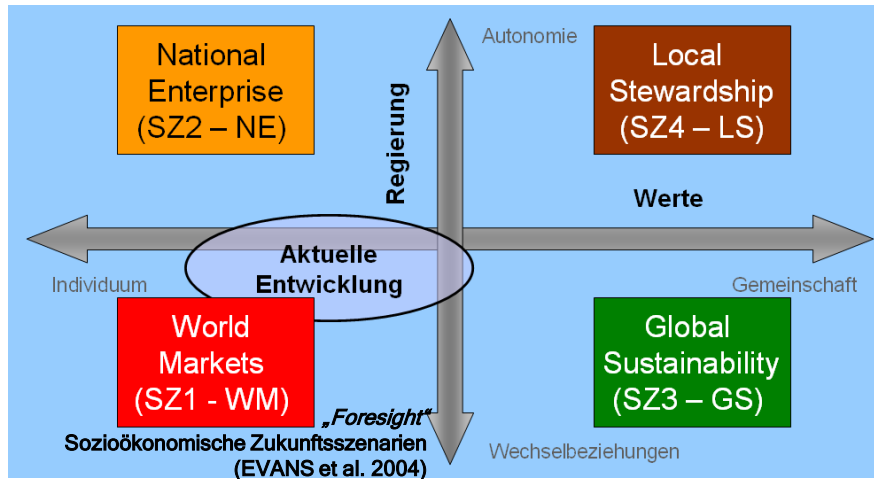 National
Enterprise
(SZ2 – NE)
Autonomie
Regierung
Local
Stewardship
(SZ4 – LS)
Werte
Aktuelle
Entwicklung
Individuum
Gemeinschaft
World
Markets
(SZ1 - WM)
Global
Sustainability
(SZ3 – GS)
„Foresight“
Sozioökonomische Zukunftsszenarien
(EVANS et al. 2004)
Wechselbeziehungen